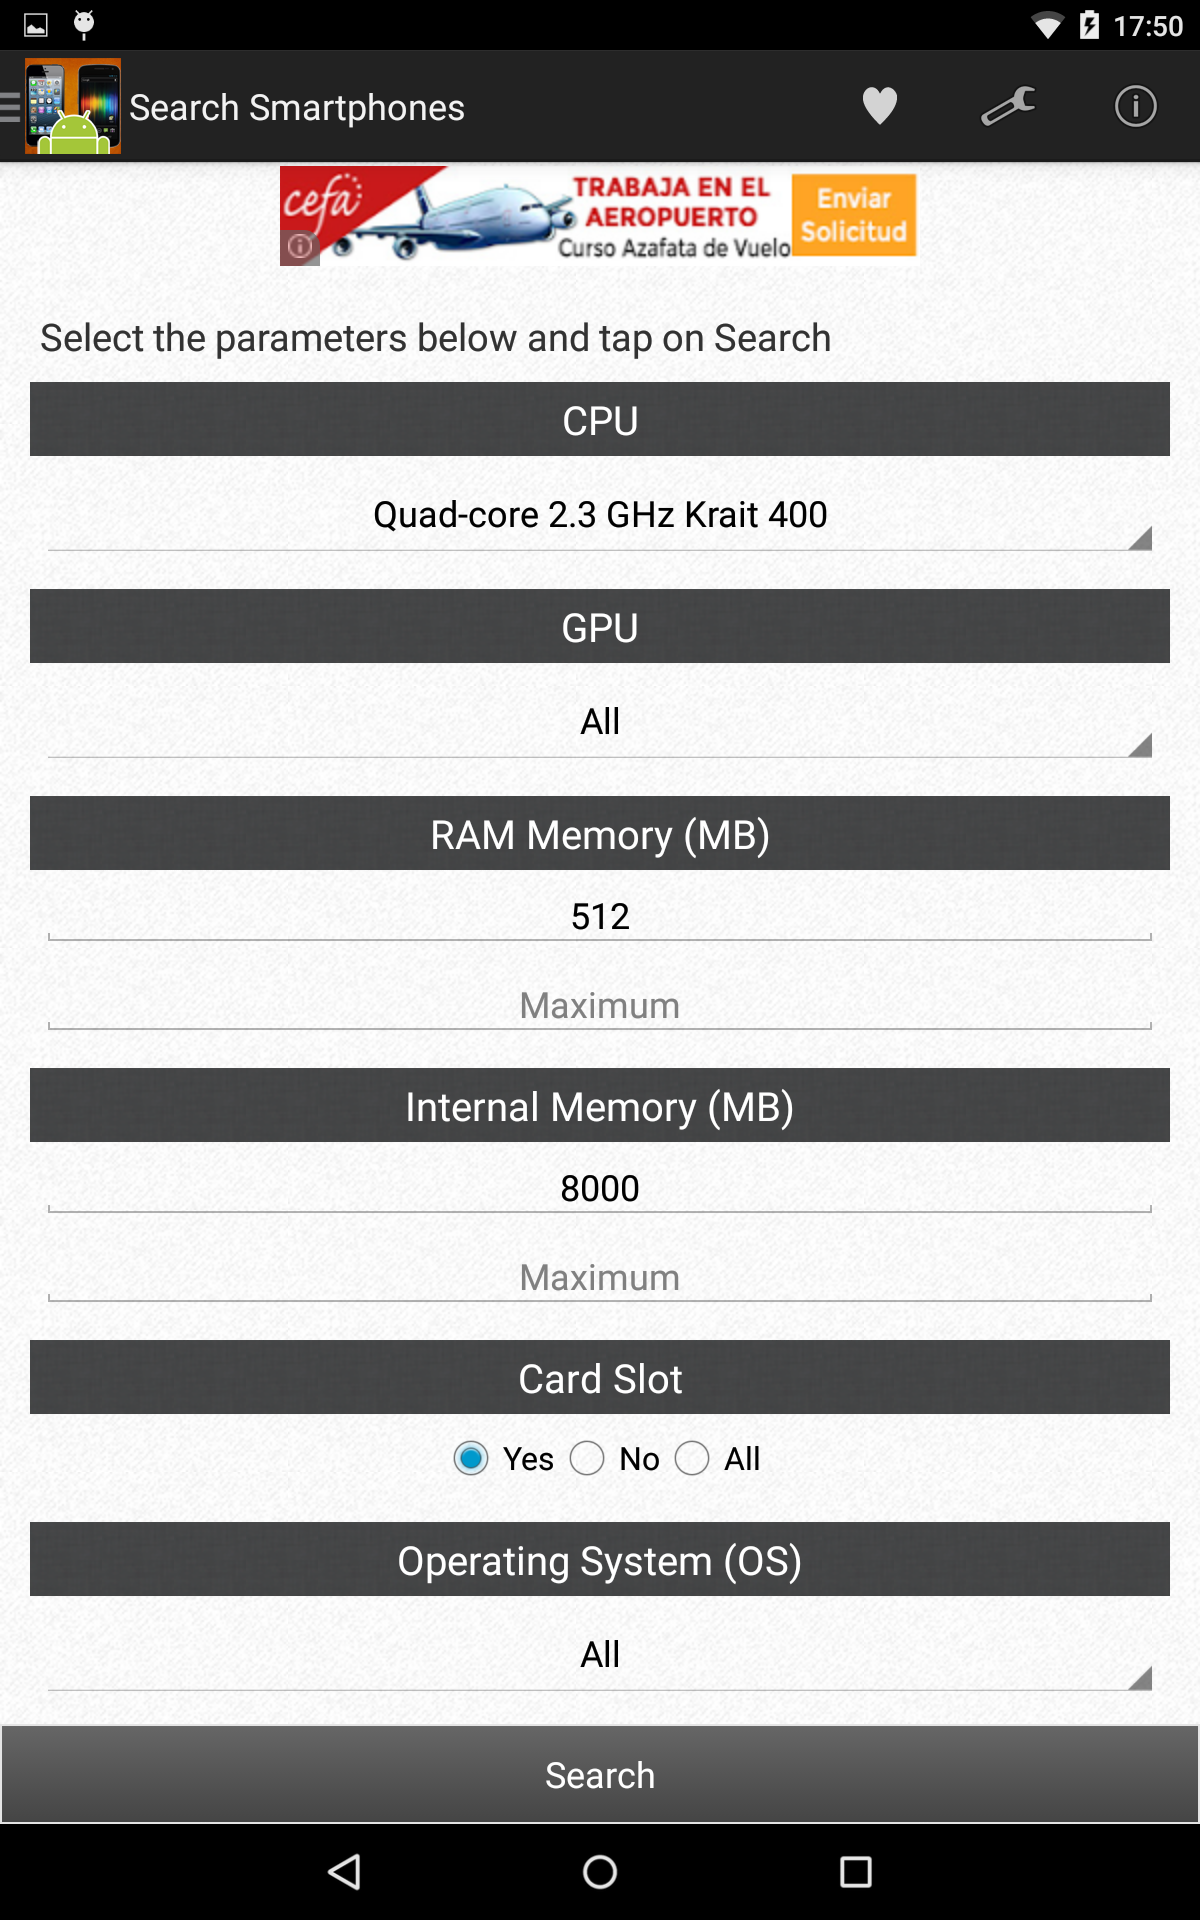 17:50
Search Smartphones
cefa
TRABAJA EN EL
AEROPUERTO
Curso Azafata de Vuelo
Enviar
Solicitud
Select the parameters below and tap on Search
CPU
Quad-core 2.3 GHz Krait 400
GPU
All
RAM Memory (MB)
512
Maximum
Internal Memory (MB)
8000
Maximum
Card Slot
Yes No All
Operating System (OS)
All
Search